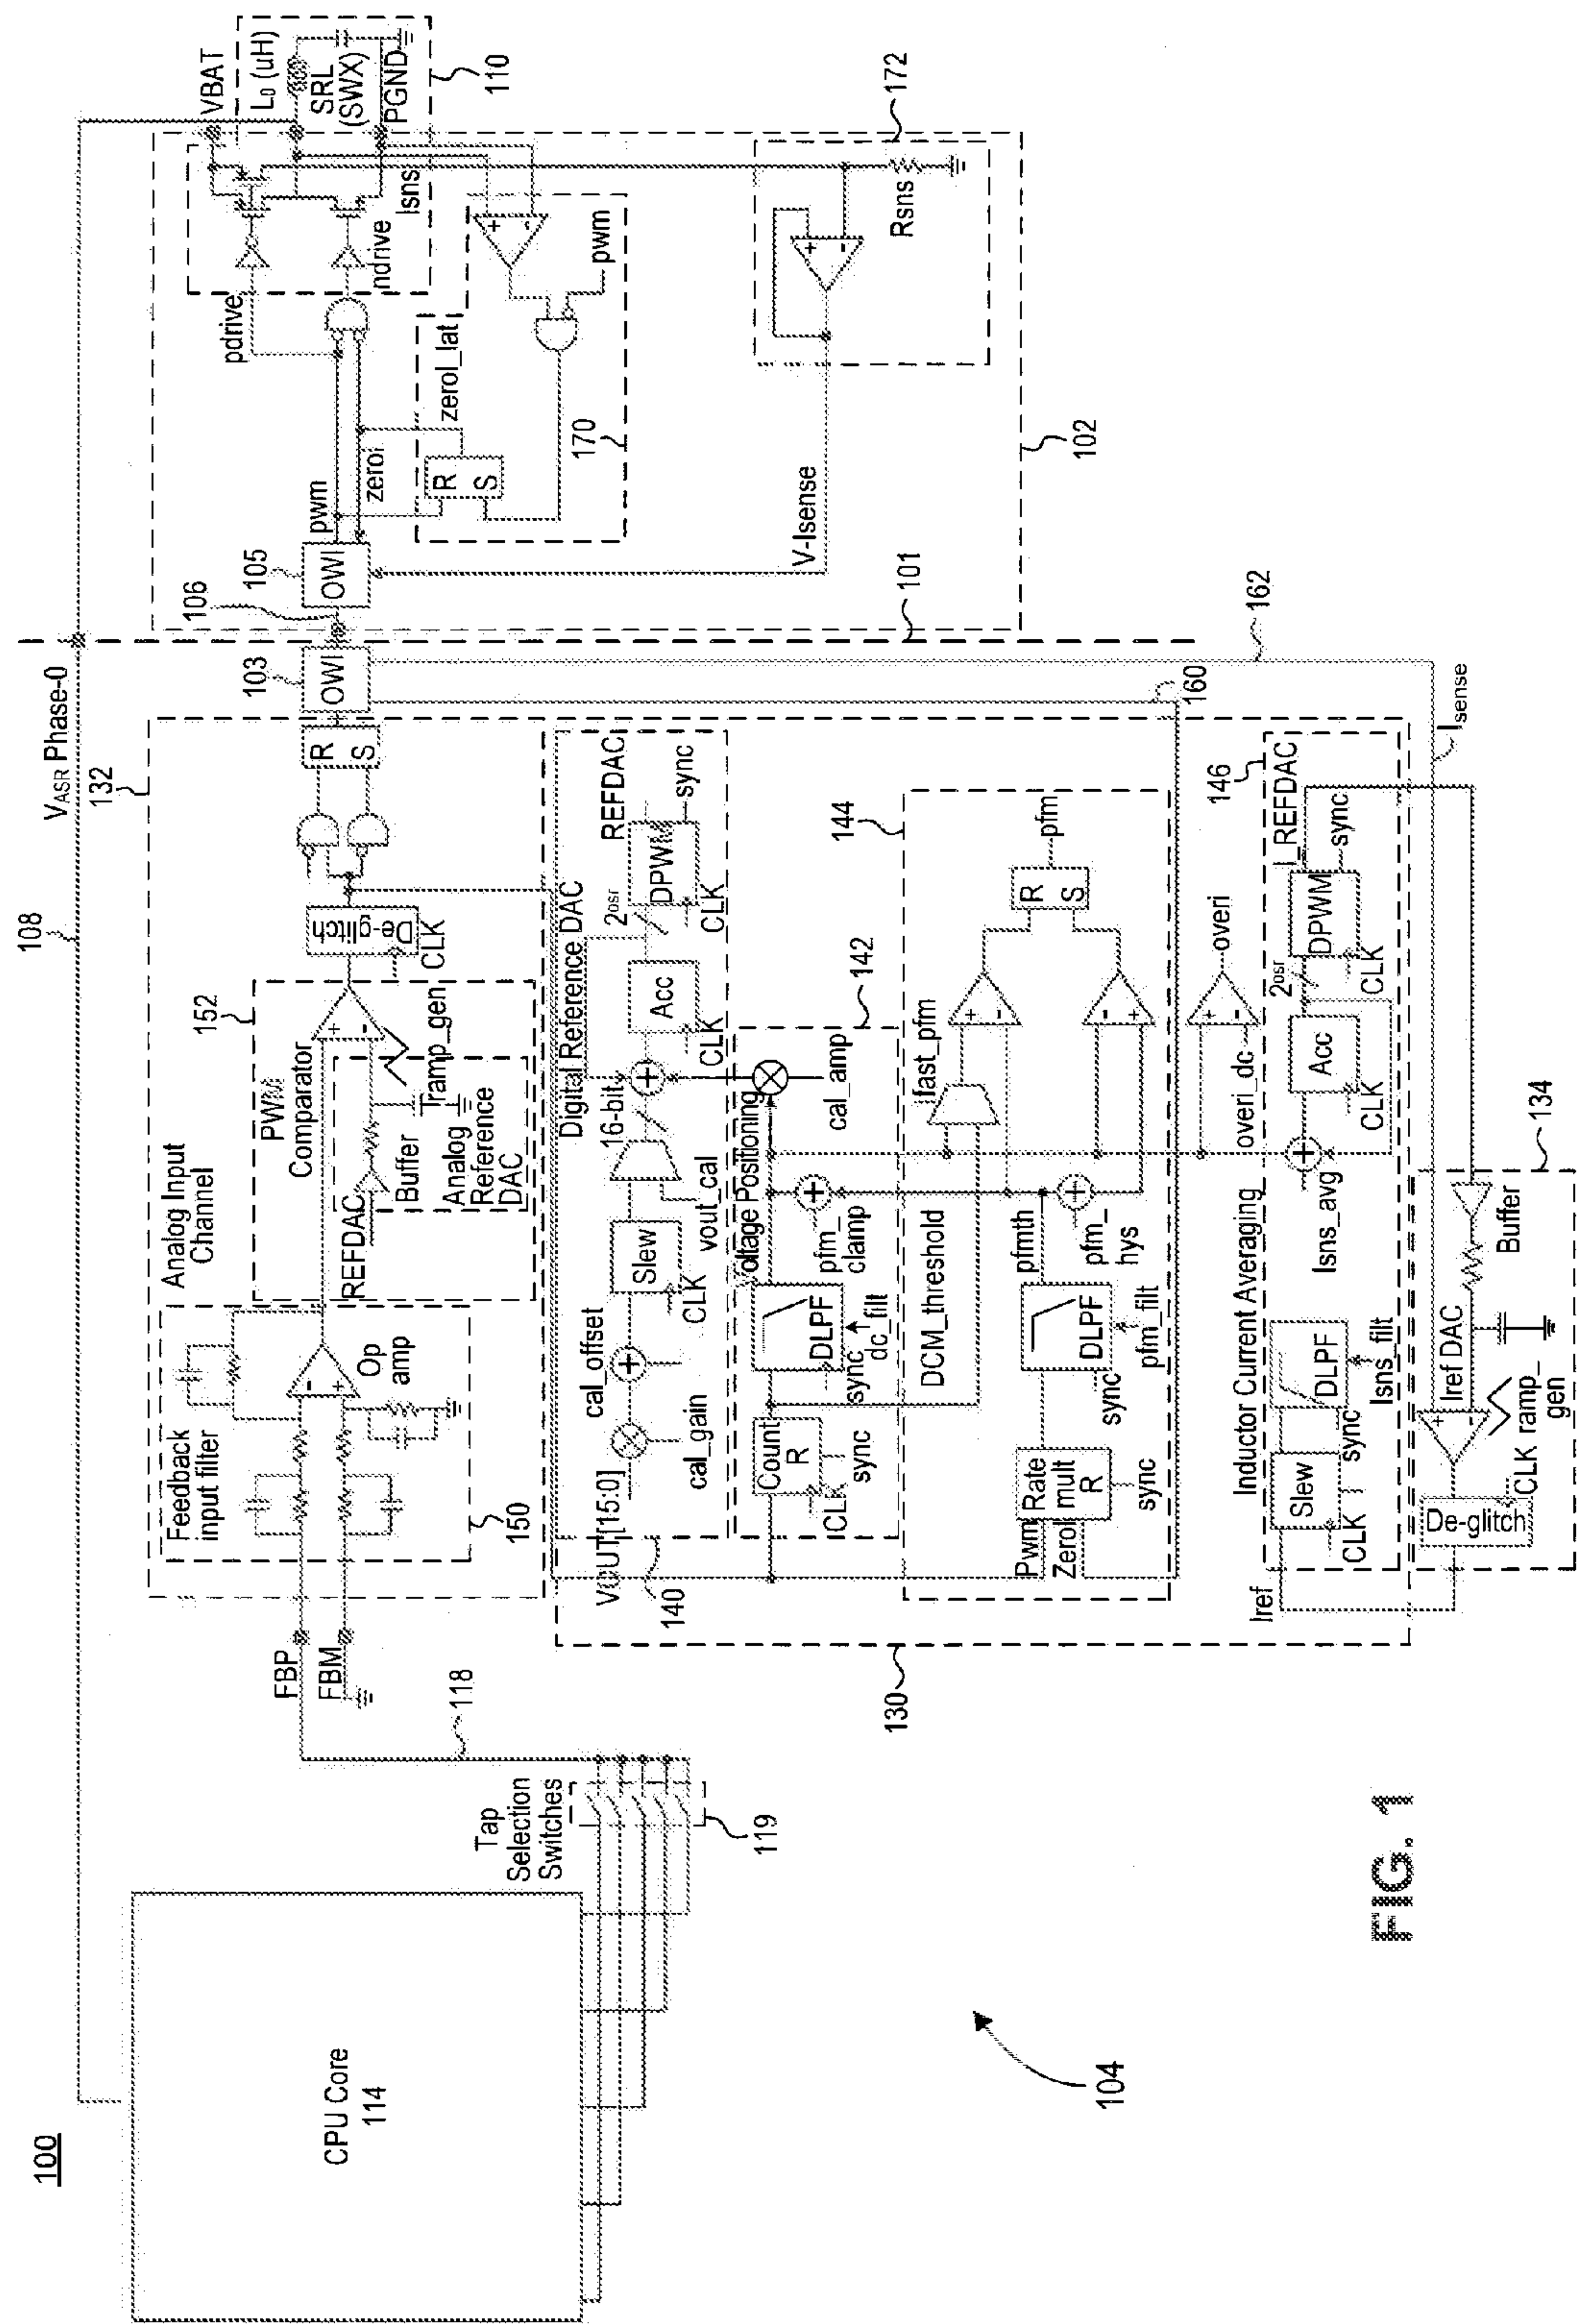 100
CPU Core
114
104
FIG. 1
108
V_ASR Phase-0
Tap
Selection
Switches
119
118
FBP
FBM
132
Analog Input
Channel
Feedback
input filter
Op
amp
150
152
PWM
Comparator
REFDAC
Buffer
Analog
Reference
DAC
ramp_gen
De-glitch
CLK
R
S
103
OWI
106
105
OWI
101
102
pwm
zeroi
pdrive
ndrive
zeroI_lat
R
S
pwm
170
Isns
VBAT
L0 (uH)
SRL
(SWX)
PGND
110
172
Rsns
V-Isense
130
140
VOUT[15:0]
cal_gain
cal_offset
Slew
CLK
vout_cal
16-bit
Digital Reference DAC
Acc
CLK
2^osr
DPWM
CLK
REFDAC
sync
142
Voltage Positioning
Count
R
CLK
sync
DLPF
sync
dc_filt
pfm_
clamp
cal_amp
144
DCM_threshold
Pwm
Zerol
Rate
mult
R
sync
DLPF
sync
pfm_filt
pfmth
pfm_
hys
Ifast_pfm
R
S
pfm
overi
overi_dc
160
162
Isense
146
Inductor Current Averaging
Iref
Slew
CLK
sync
DLPF
Isns_filt
Isns_avg
Acc
CLK
2^osr
DPWM
CLK
I_REFDAC
sync
134
De-glitch
CLK
ramp_
gen
Iref DAC
Buffer